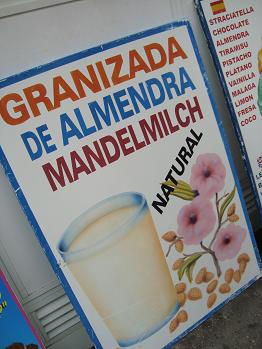 GRANIZADA
DE ALMENDRA
MANDELMILCH
NATURAL
STRACIATELLA
CHOCOLATE
ALMENDRA
TIRAMISU
PISTACHO
PLATANO
VAINILLA
MALAGA
LIMON
FRESA
COCO